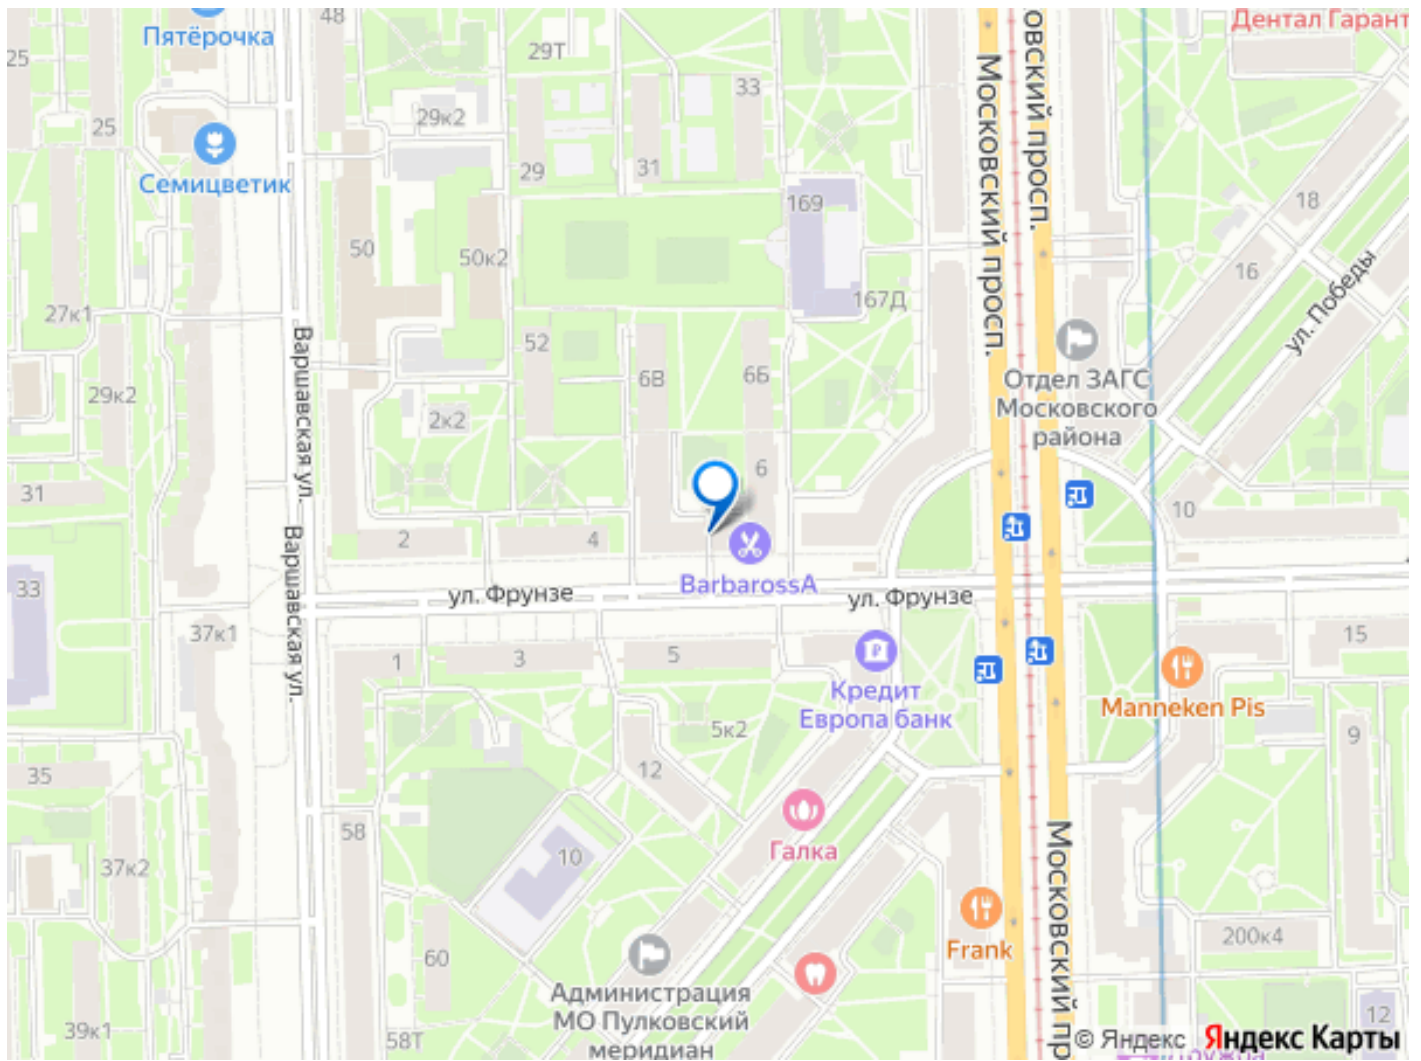 48
Дентал Гарант
Пятёрочка
29Т
25
33
29к2
25
29
31
Семицветик
169
18
50
50к2
16
167Д
27к1
ул. Победы
Московский просп.
овский просп.
Варшавская ул.
52
6В
6Б
Отдел ЗАГС
Московского
района
29к2
2к2
6
31
10
2
4
BarbarossA
ул. Фрунзе
ул. Фрунзе
33
Варшавская ул.
37к1
1
3
5
15
Кредит
Европа банк
Manneken Pis
5к2
9
12
35
58
Галка
10
37к2
Московский пр
Frank
200к4
60
Администрация
МО Пулковский
меридиан
12
39к1
58Т
© Яндекс Яндекс Карты